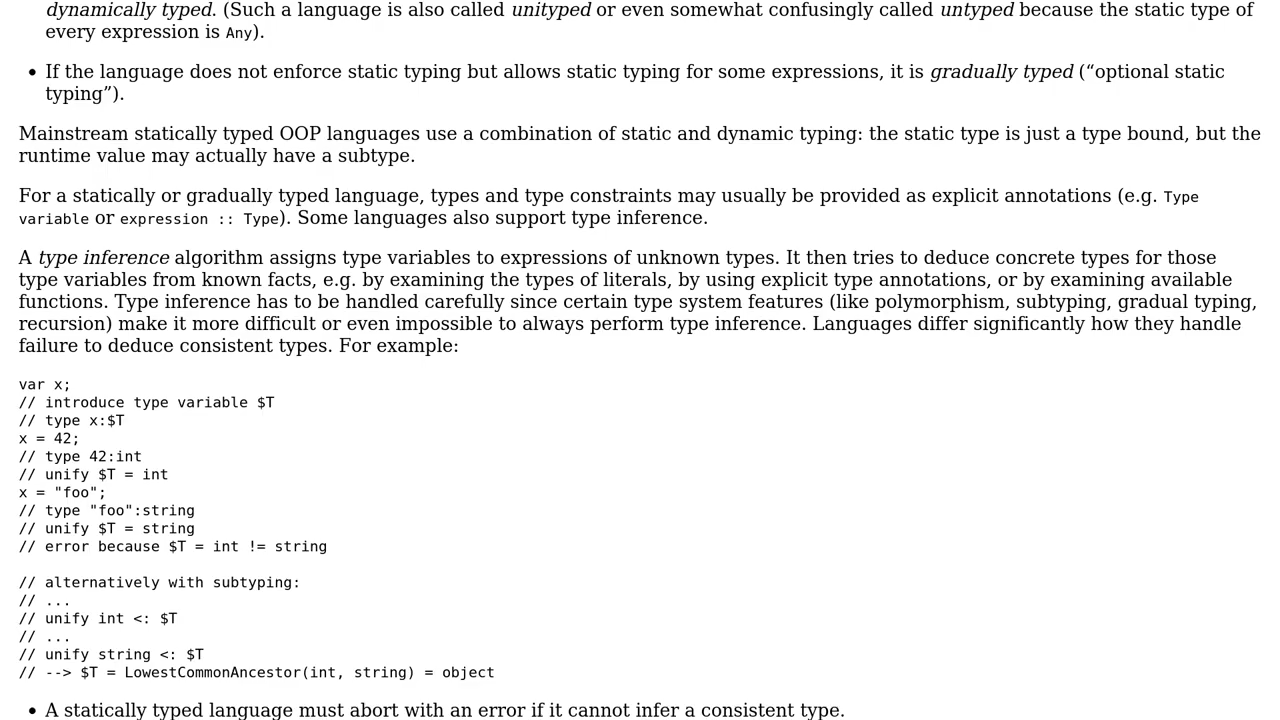 dynamically typed. (Such a language is also called unityped or even somewhat confusingly called untyped because the static type of
every expression is Any).
• If the language does not enforce static typing but allows static typing for some expressions, it is gradually typed (“optional static
typing”).
Mainstream statically typed OOP languages use a combination of static and dynamic typing: the static type is just a type bound, but the
runtime value may actually have a subtype.
For a statically or gradually typed language, types and type constraints may usually be provided as explicit annotations (e.g. Type
variable or expression :: Type). Some languages also support type inference.
A type inference algorithm assigns type variables to expressions of unknown types. It then tries to deduce concrete types for those
type variables from known facts, e.g. by examining the types of literals, by using explicit type annotations, or by examining available
functions. Type inference has to be handled carefully since certain type system features (like polymorphism, subtyping, gradual typing,
recursion) make it more difficult or even impossible to always perform type inference. Languages differ significantly how they handle
failure to deduce consistent types. For example:
var x;
// introduce type variable $T
// type x:$T
x = 42;
// type 42:int
// unify $T = int
x = "foo";
// type "foo":string
// unify $T = string
// error because $T = int != string
// alternatively with subtyping:
// ...
// unify int <: $T
// ...
// unify string <: $T
// --> $T = LowestCommonAncestor(int, string) = object
• A statically typed language must abort with an error if it cannot infer a consistent type.